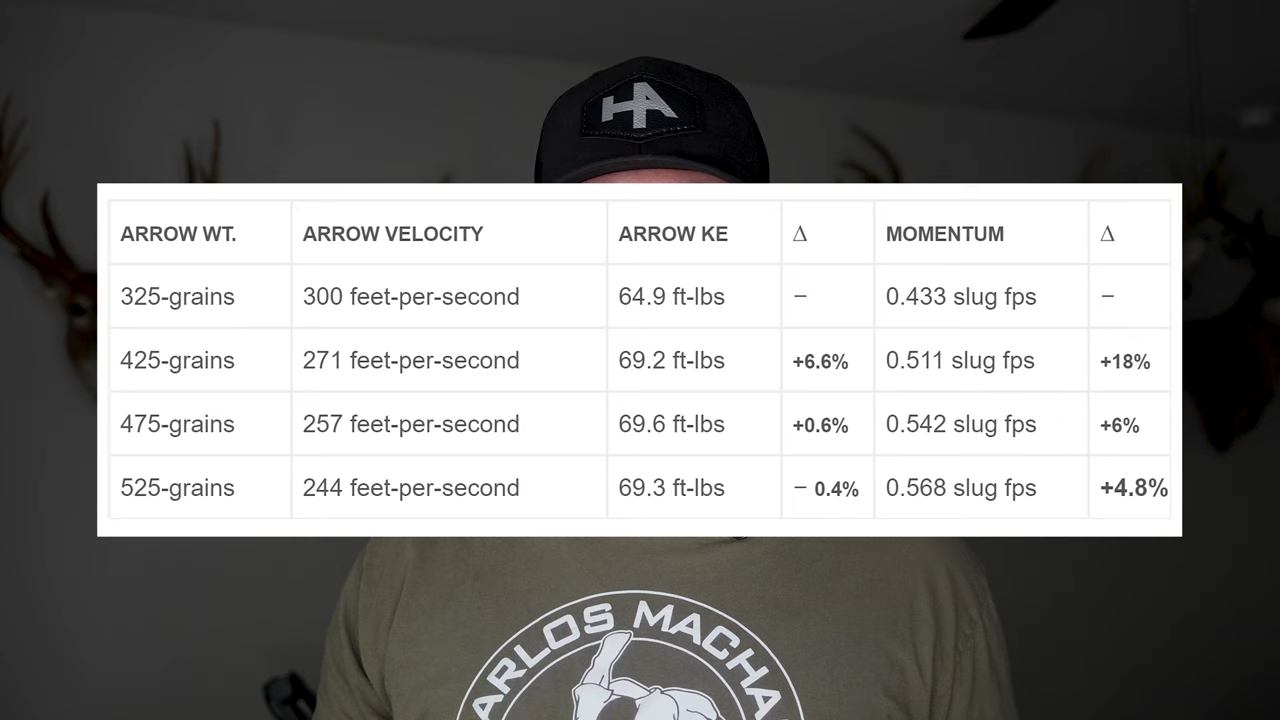 HA
ARROW WT. ARROW VELOCITY ARROW KE Δ MOMENTUM Δ
325-grains 300 feet-per-second 64.9 ft-lbs – 0.433 slug fps –
425-grains 271 feet-per-second 69.2 ft-lbs +6.6% 0.511 slug fps +18%
475-grains 257 feet-per-second 69.6 ft-lbs +0.6% 0.542 slug fps +6%
525-grains 244 feet-per-second 69.3 ft-lbs – 0.4% 0.568 slug fps +4.8%
ARLOS MACHA